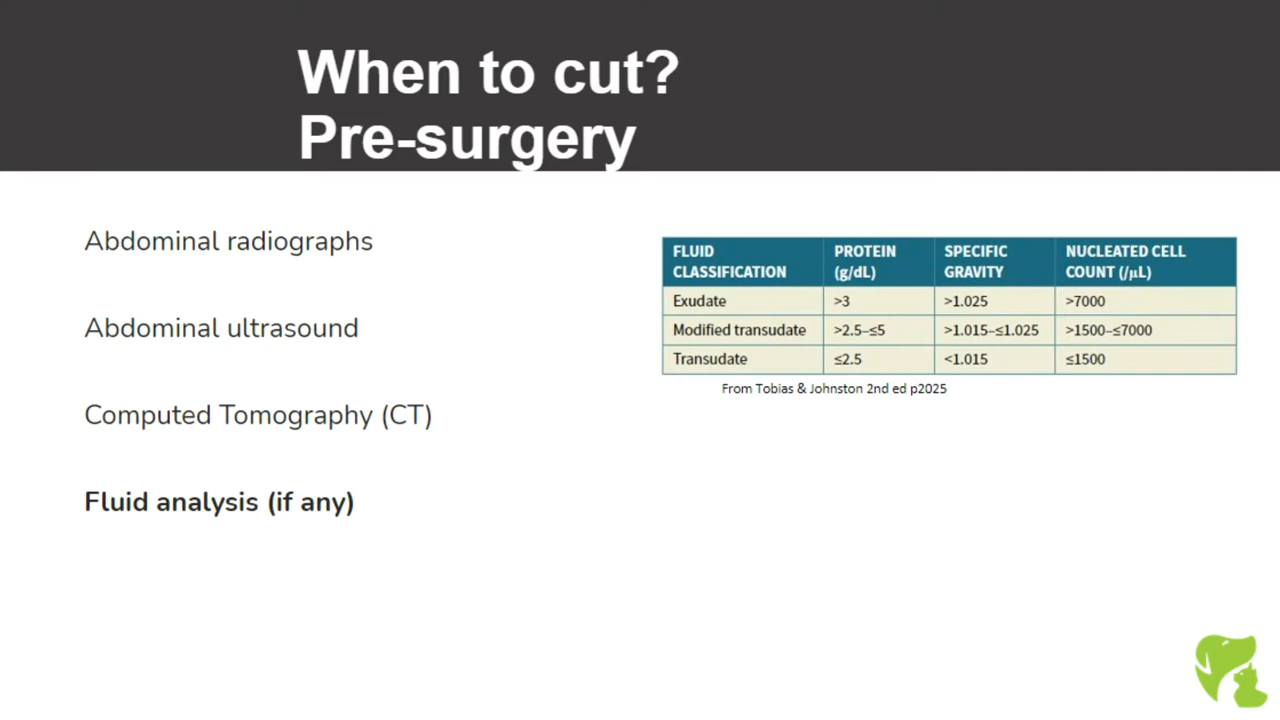 When to cut?
Pre-surgery
Abdominal radiographs
Abdominal ultrasound
Computed Tomography (CT)
Fluid analysis (if any)
FLUID CLASSIFICATION PROTEIN (g/dL) SPECIFIC GRAVITY NUCLEATED CELL COUNT (/µL)
Exudate >3 >1.025 >7000
Modified transudate >2.5–≤5 >1.015–≤1.025 >1500–≤7000
Transudate ≤2.5 <1.015 ≤1500
From Tobias & Johnston 2nd ed p2025